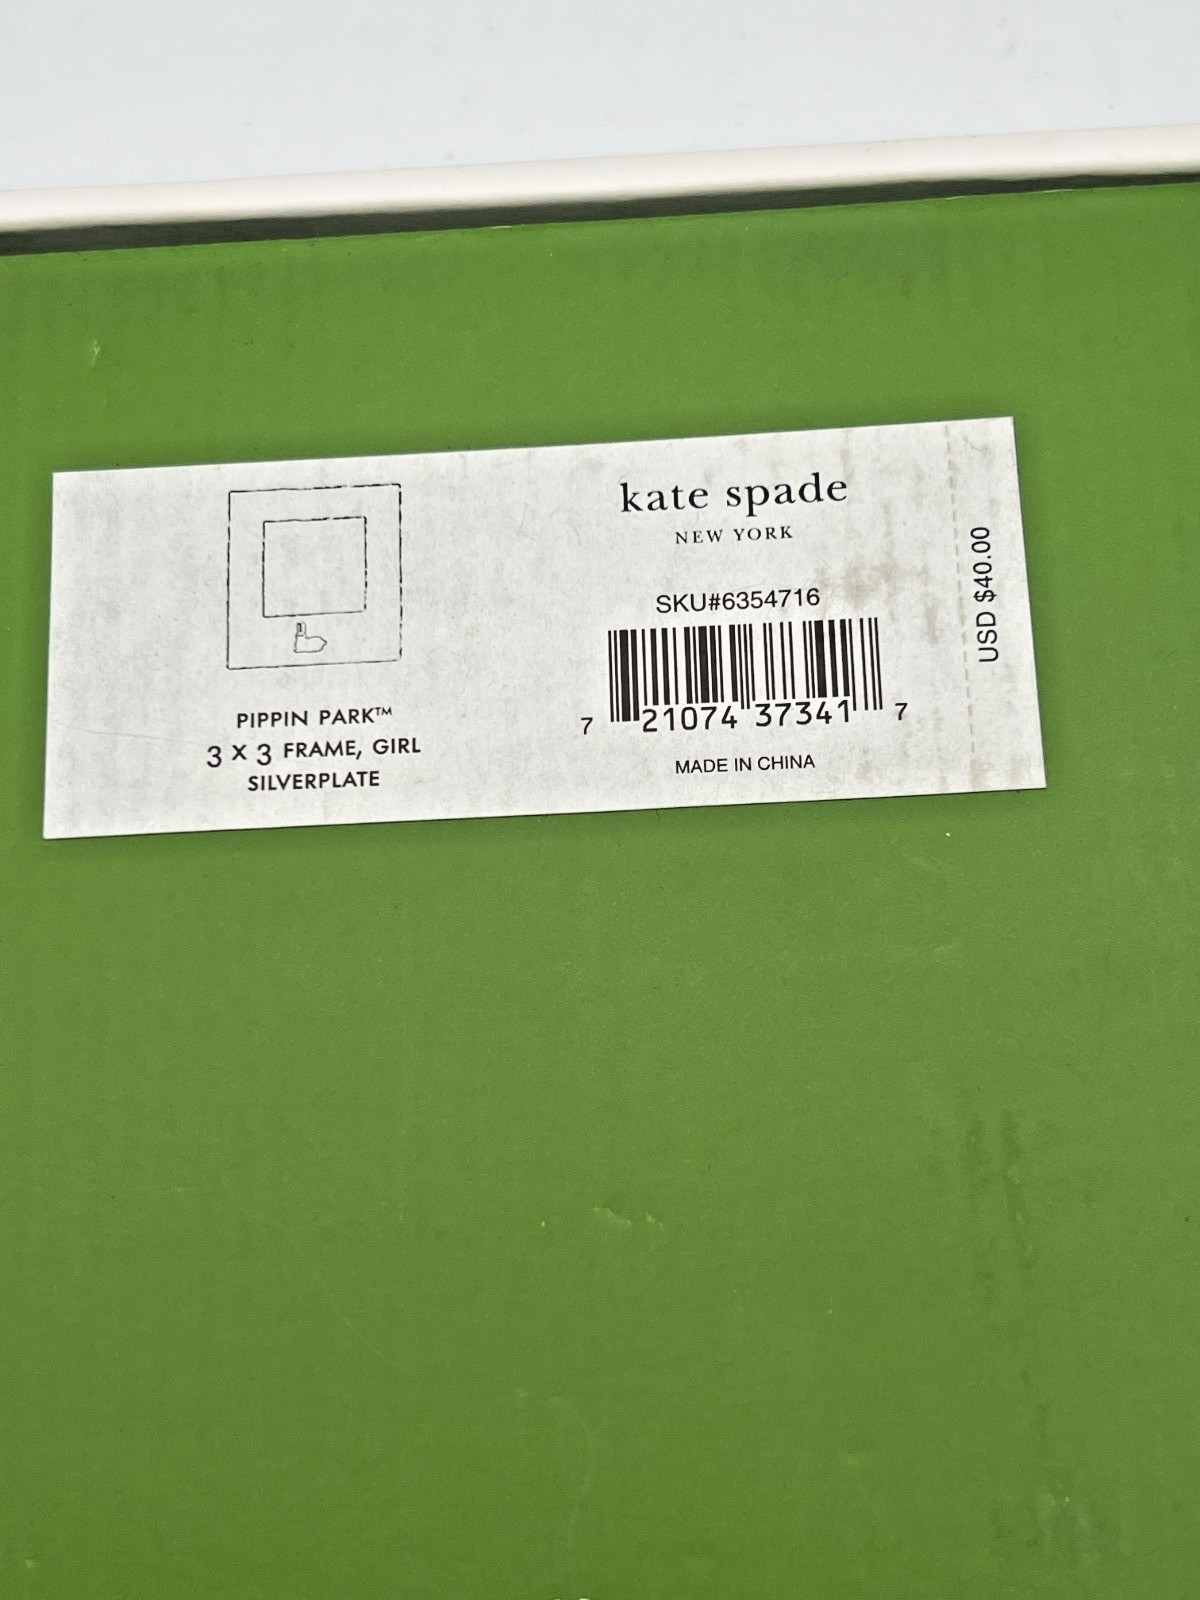 PIPPIN PARK™
3 X 3 FRAME, GIRL
SILVERPLATE
kate spade
NEW YORK
SKU#6354716
7 21074 37341 7
MADE IN CHINA
USD $40.00